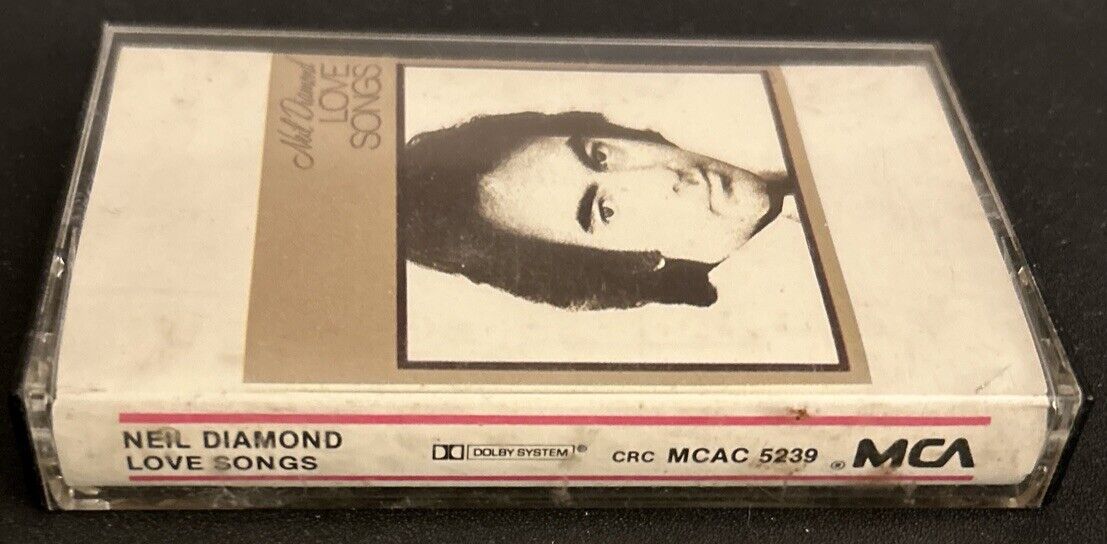 Neil Diamond
LOVE
SONGS
NEIL DIAMOND
LOVE SONGS
DOLBY SYSTEM ®
CRC MCAC 5239
® MCA